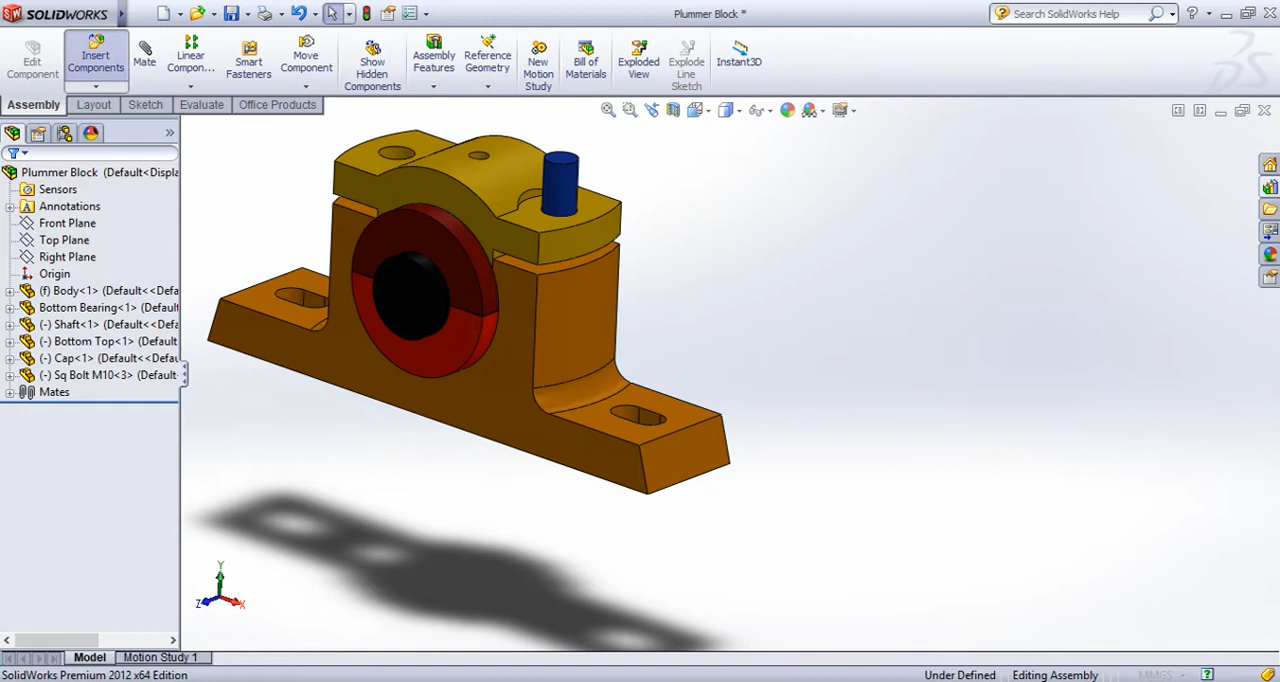 SOLIDWORKS
Plummer Block *
Search SolidWorks Help
Edit Component
Insert Components
Mate
Linear Compon...
Smart Fasteners
Move Component
Show Hidden Components
Assembly Features
Reference Geometry
New Motion Study
Bill of Materials
Exploded View
Explode Line Sketch
Instant3D
Assembly
Layout
Sketch
Evaluate
Office Products
Plummer Block (Default<Displa
Sensors
Annotations
Front Plane
Top Plane
Right Plane
Origin
(f) Body<1> (Default<<Defau
Bottom Bearing<1> (Default<
(-) Shaft<1> (Default<<Defa
(-) Bottom Top<1> (Default<
(-) Cap<1> (Default<<Default
(-) Sq Bolt M10<3> (Default
Mates
Y
Z
X
Model
Motion Study 1
SolidWorks Premium 2012 x64 Edition
Under Defined
Editing Assembly
MMGS